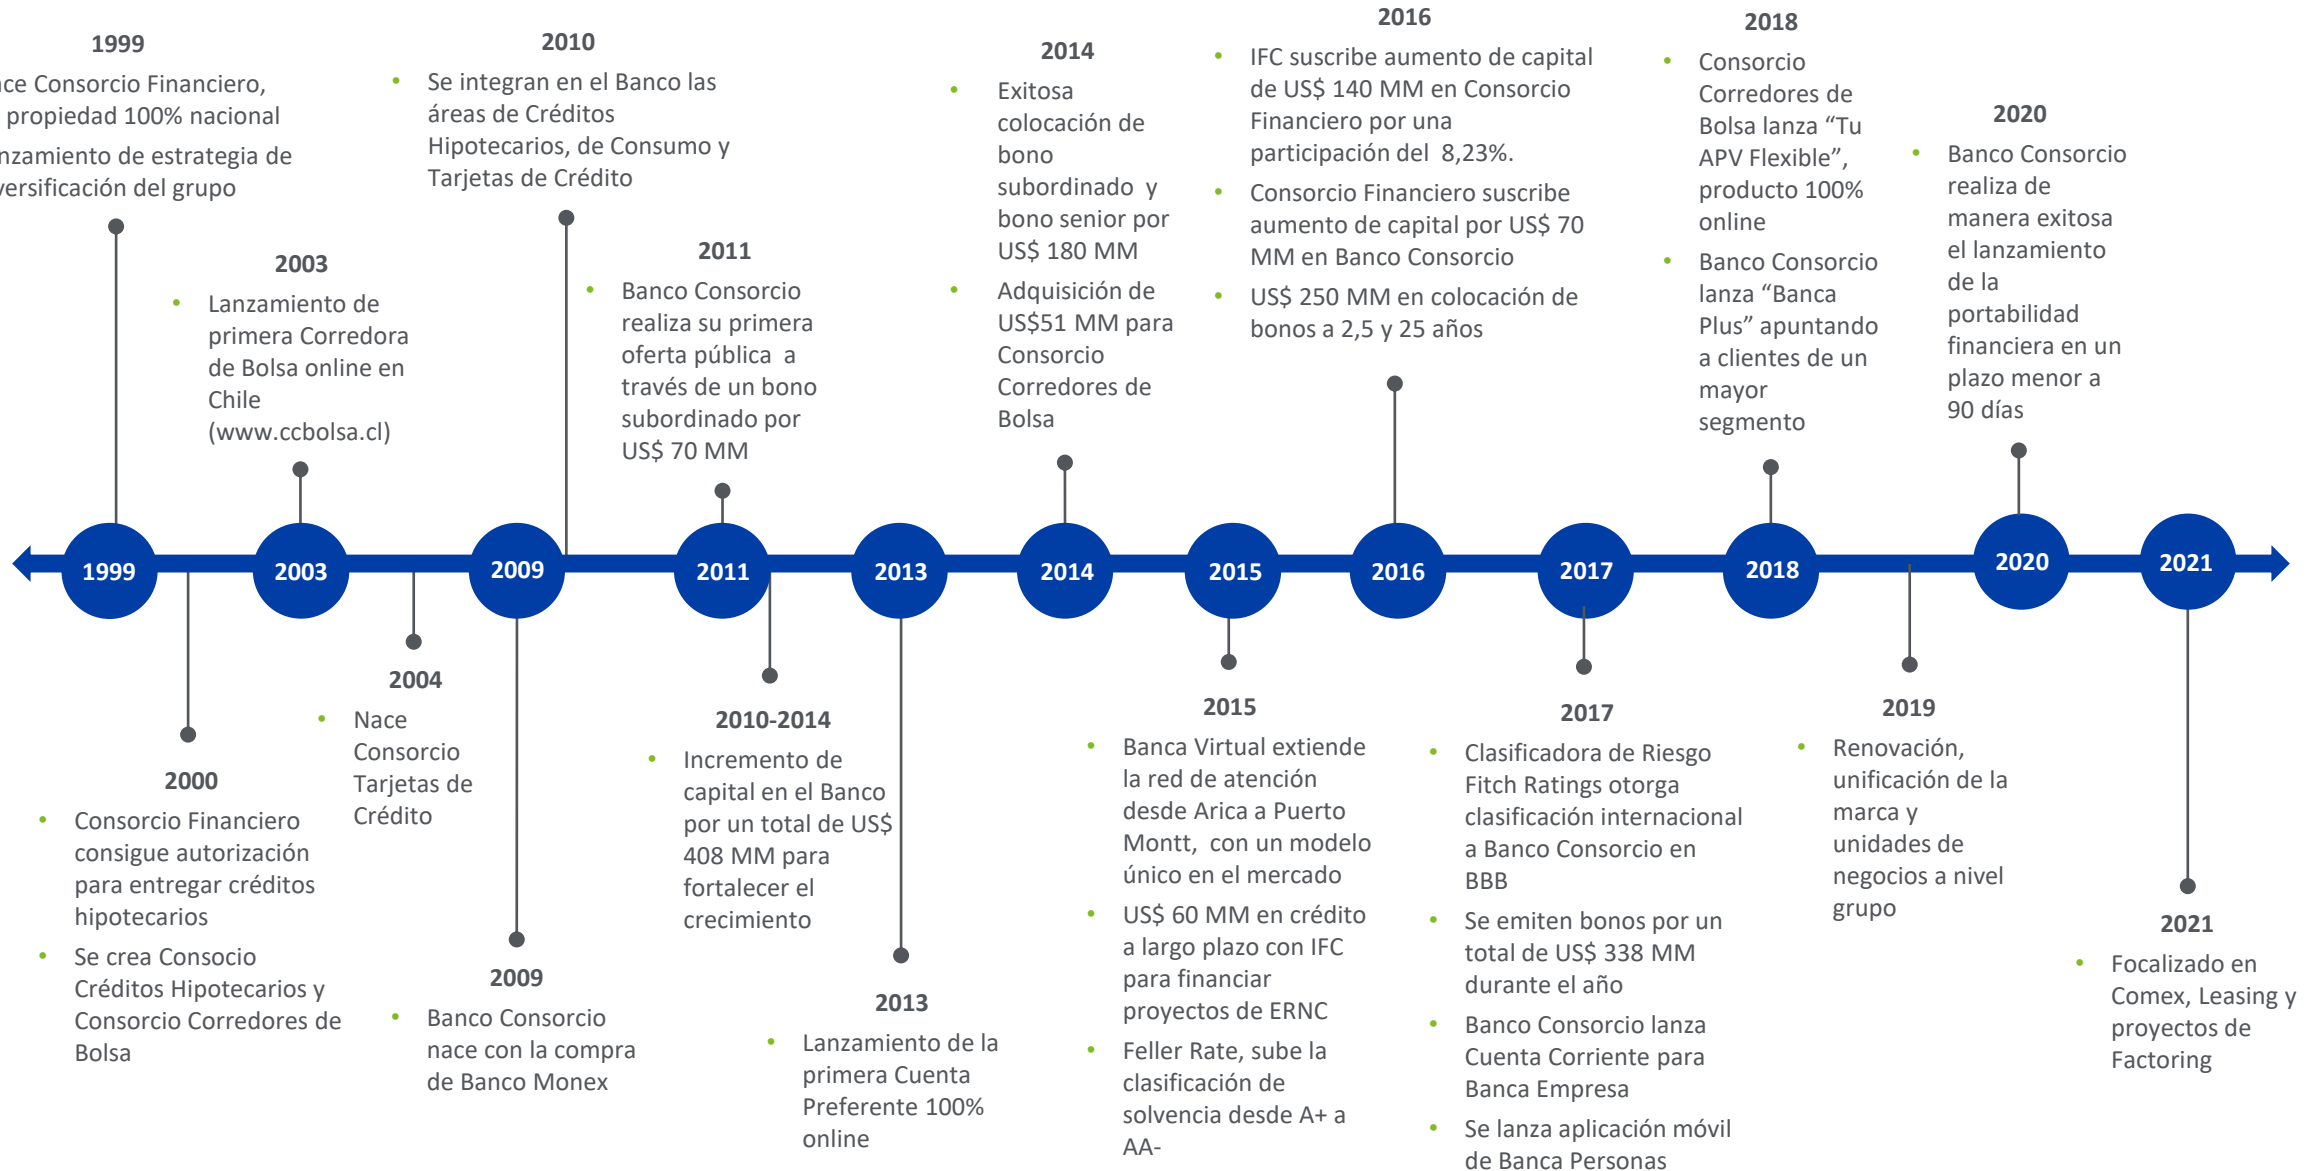 1999
Consorcio Financiero,
propiedad 100% nacional
de estrategia de
del grupo
2003
• Lanzamiento de
primera Corredora
de Bolsa online en
Chile
(www.ccbolsa.cl)
2010
• Se integran en el Banco las
áreas de Créditos
Hipotecarios, de Consumo y
Tarjetas de Crédito
2011
• Banco Consorcio
realiza su primera
oferta pública a
través de un bono
subordinado por
US$ 70 MM
2014
• Exitosa
colocación de
bono
subordinado y
bono senior por
US$ 180 MM
• Adquisición de
US$51 MM para
Consorcio
Corredores de
Bolsa
2016
• IFC suscribe aumento de capital
de US$ 140 MM en Consorcio
Financiero por una
participación del 8,23%.
• Consorcio Financiero suscribe
aumento de capital por US$ 70
MM en Banco Consorcio
• US$ 250 MM en colocación de
bonos a 2,5 y 25 años
2018
• Consorcio
Corredores de
Bolsa lanza “Tu
APV Flexible”,
producto 100%
online
• Banco Consorcio
lanza “Banca
Plus” apuntando
a clientes de un
mayor
segmento
2020
• Banco Consorcio
realiza de
manera exitosa
el lanzamiento
de la
portabilidad
financiera en un
plazo menor a
90 días
1999
2003
2009
2011
2013
2014
2015
2016
2017
2018
2020
2021
2000
• Consorcio Financiero
consigue autorización
para entregar créditos
hipotecarios
• Se crea Consocio
Créditos Hipotecarios y
Consorcio Corredores de
Bolsa
2004
• Nace
Consorcio
Tarjetas de
Crédito
2009
• Banco Consorcio
nace con la compra
de Banco Monex
2010-2014
• Incremento de
capital en el Banco
por un total de US$
408 MM para
fortalecer el
crecimiento
2013
• Lanzamiento de la
primera Cuenta
Preferente 100%
online
2015
• Banca Virtual extiende
la red de atención
desde Arica a Puerto
Montt, con un modelo
único en el mercado
• US$ 60 MM en crédito
a largo plazo con IFC
para financiar
proyectos de ERNC
• Feller Rate, sube la
clasificación de
solvencia desde A+ a
AA-
2017
• Clasificadora de Riesgo
Fitch Ratings otorga
clasificación internacional
a Banco Consorcio en
BBB
• Se emiten bonos por un
total de US$ 338 MM
durante el año
• Banco Consorcio lanza
Cuenta Corriente para
Banca Empresa
• Se lanza aplicación móvil
de Banca Personas
2019
• Renovación,
unificación de la
marca y
unidades de
negocios a nivel
grupo
2021
• Focalizado en
Comex, Leasing y
proyectos de
Factoring